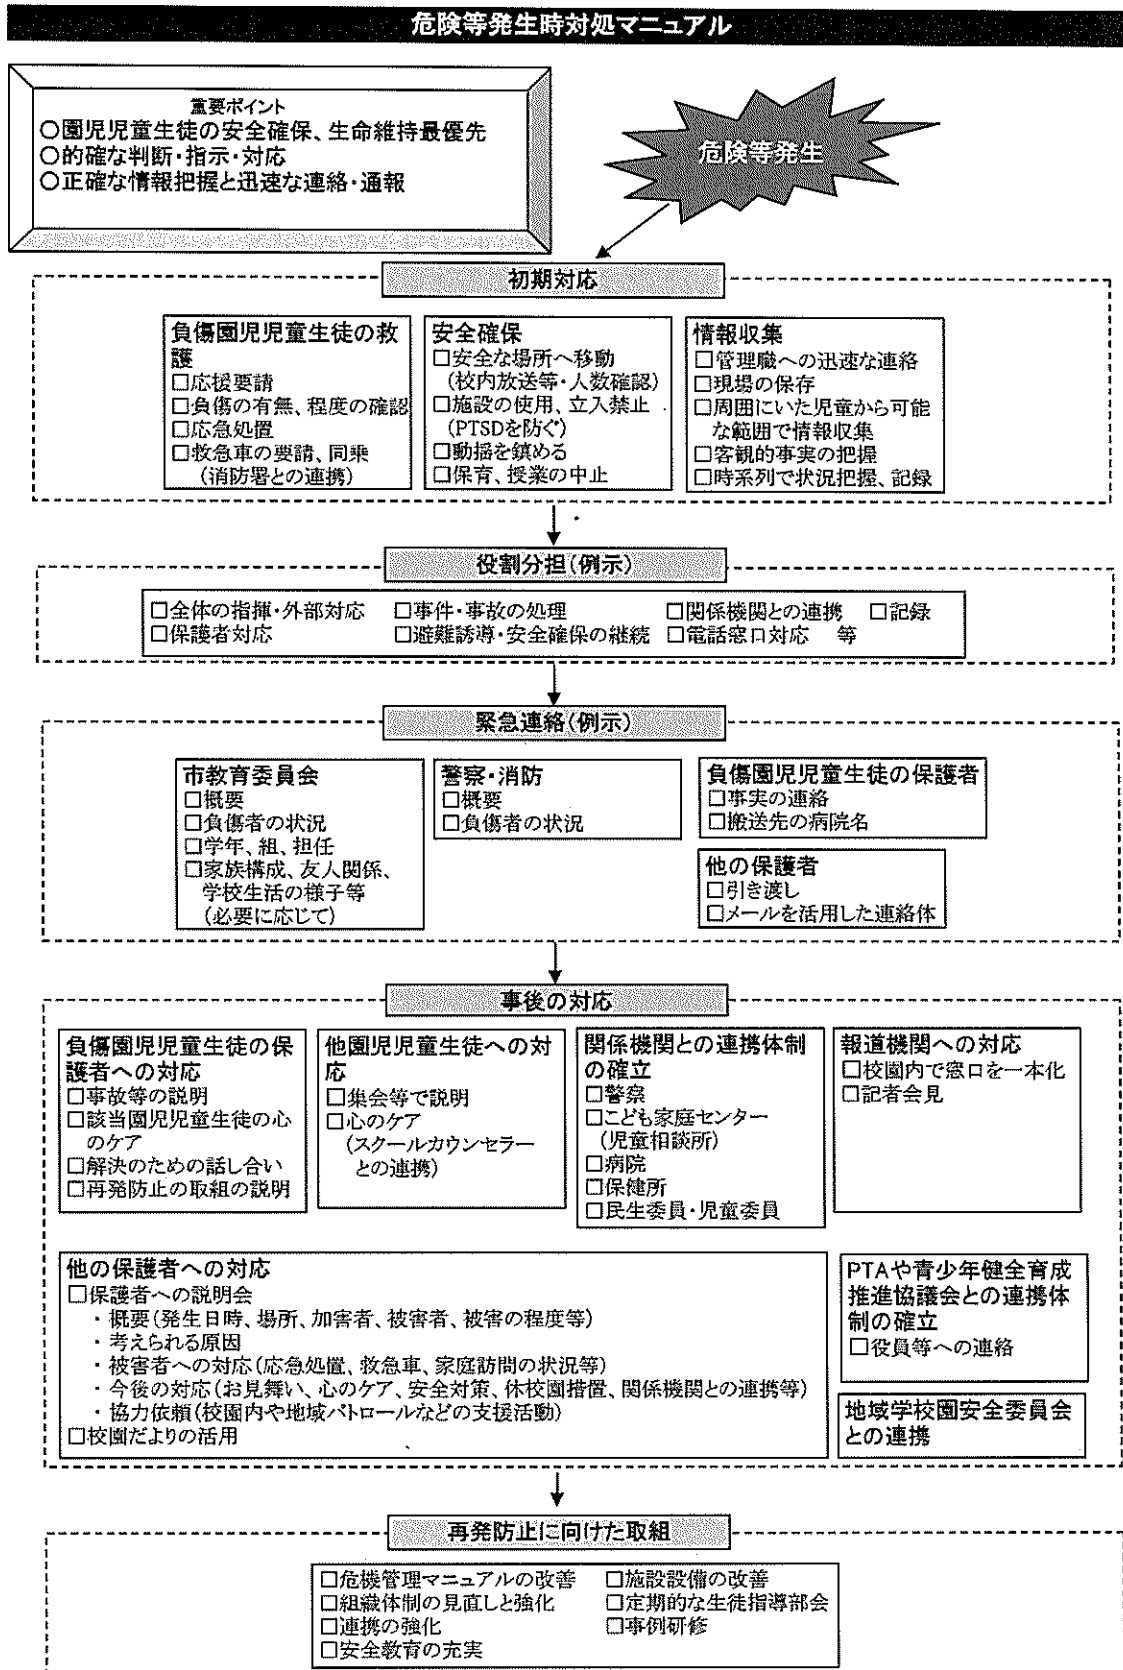 危険等発生時対処マニュアル
重要ポイント
○園児児童生徒の安全確保、生命維持最優先
○的確な判断・指示・対応
○正確な情報把握と迅速な連絡・通報
危険等発生
初期対応
負傷園児児童生徒の救
護
□応援要請
□負傷の有無、程度の確認
□応急処置
□救急車の要請、同乗
(消防署との連携)
安全確保
□安全な場所へ移動
(校内放送等・人数確認)
□施設の使用、立入禁止
(PTSDを防ぐ)
□動揺を鎮める
□保育、授業の中止
情報収集
□管理職への迅速な連絡
□現場の保存
□周囲にいた児童から可能
な範囲で情報収集
□客観的事実の把握
□時系列で状況把握、記録
役割分担(例示)
□全体の指揮・外部対応 □事件・事故の処理 □関係機関との連携 □記録
□保護者対応 □避難誘導・安全確保の継続 □電話窓口対応 等
緊急連絡(例示)
市教育委員会
□概要
□負傷者の状況
□学年、組、担任
□家族構成、友人関係、
学校生活の様子等
(必要に応じて)
警察・消防
□概要
□負傷者の状況
負傷園児児童生徒の保護者
□事実の連絡
□搬送先の病院名
他の保護者
□引き渡し
□メールを活用した連絡体
事後の対応
負傷園児児童生徒の保
護者への対応
□事故等の説明
□該当園児児童生徒の心
のケア
□解決のための話し合い
□再発防止の取組の説明
他園児児童生徒への対
応
□集会等で説明
□心のケア
(スクールカウンセラー
との連携)
関係機関との連携体制
の確立
□警察
□こども家庭センター
(児童相談所)
□病院
□保健所
□民生委員・児童委員
報道機関への対応
□校園内で窓口を一本化
□記者会見
他の保護者への対応
□保護者への説明会
・概要(発生日時、場所、加害者、被害者、被害の程度等)
・考えられる原因
・被害者への対応(応急処置、救急車、家庭訪問の状況等)
・今後の対応(お見舞い、心のケア、安全対策、休校園措置、関係機関との連携等)
・協力依頼(校園内や地域パトロールなどの支援活動)
□校園だよりの活用
PTAや青少年健全育成
推進協議会との連携体
制の確立
□役員等への連絡
地域学校園安全委員会
との連携
再発防止に向けた取組
□危機管理マニュアルの改善 □施設設備の改善
□組織体制の見直しと強化 □定期的な生徒指導部会
□連携の強化 □事例研修
□安全教育の充実